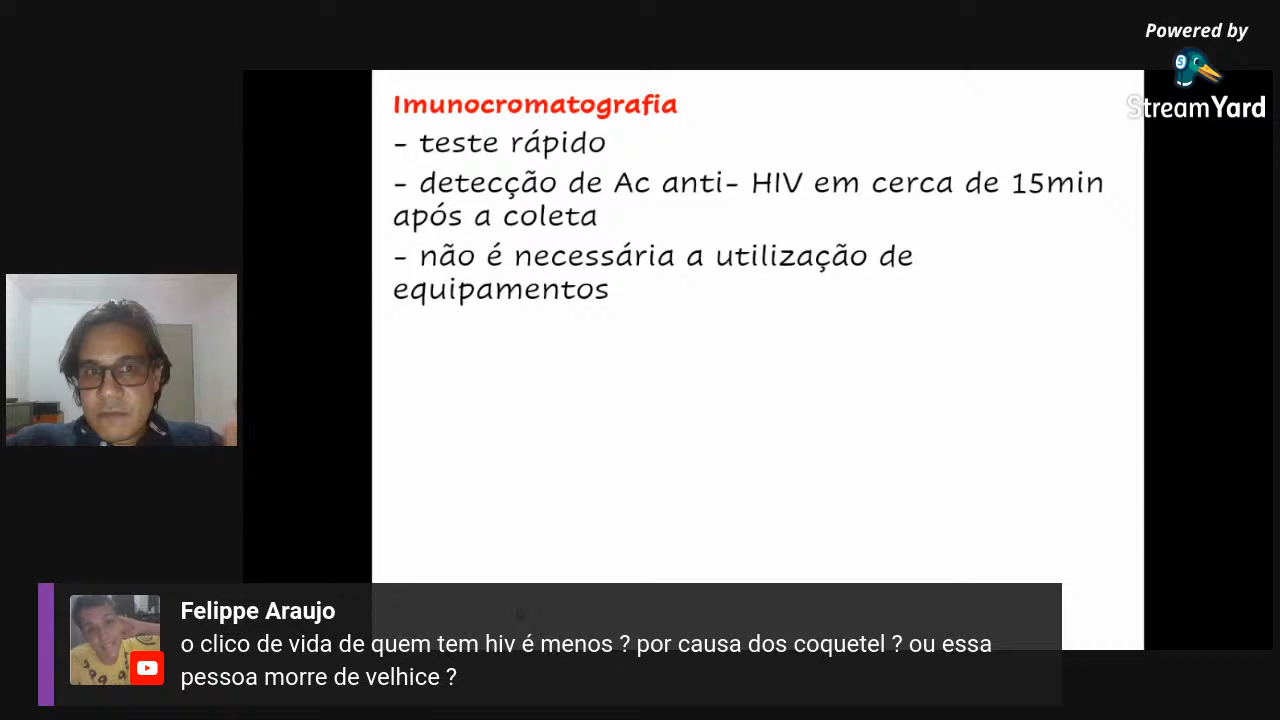 Powered by
StreamYard
Imunocromatografia
- teste rápido
- detecção de Ac anti- HIV em cerca de 15min
após a coleta
- não é necessária a utilização de
equipamentos
Felippe Araujo
o clico de vida de quem tem hiv é menos ? por causa dos coquetel ? ou essa
pessoa morre de velhice ?